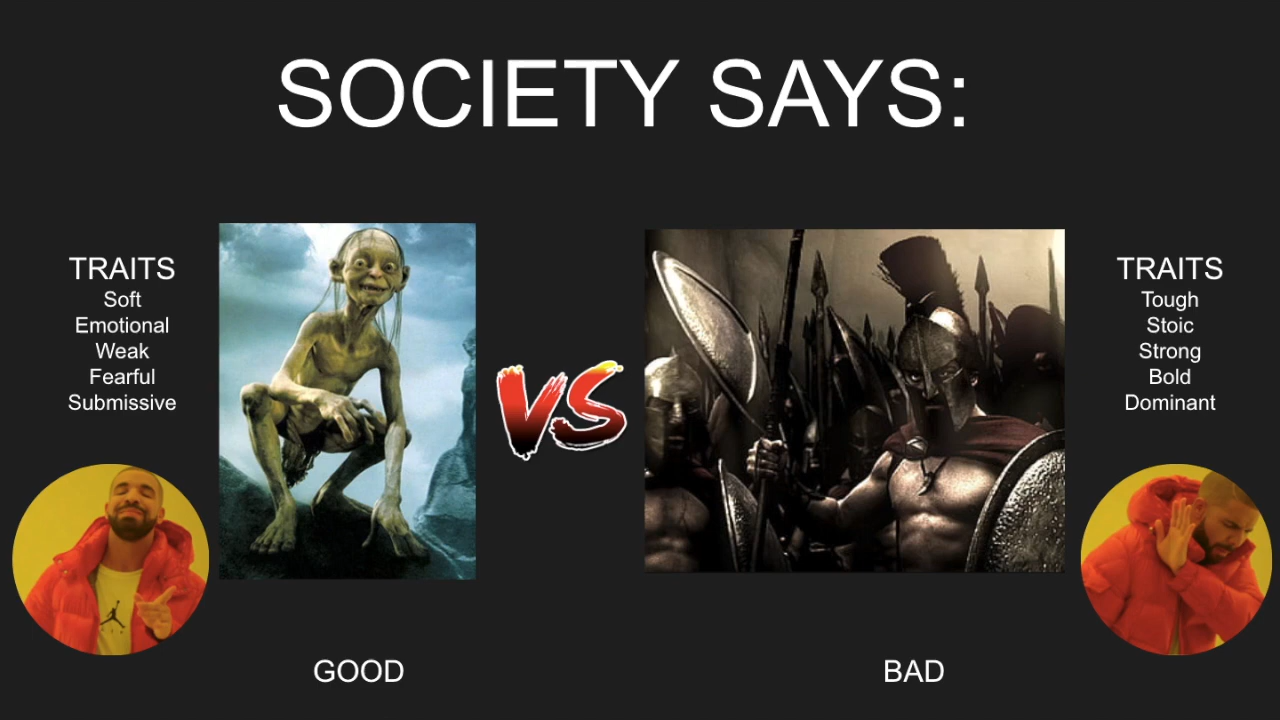 SOCIETY SAYS:
TRAITS
Soft
Emotional
Weak
Fearful
Submissive
VS
TRAITS
Tough
Stoic
Strong
Bold
Dominant
GOOD
BAD